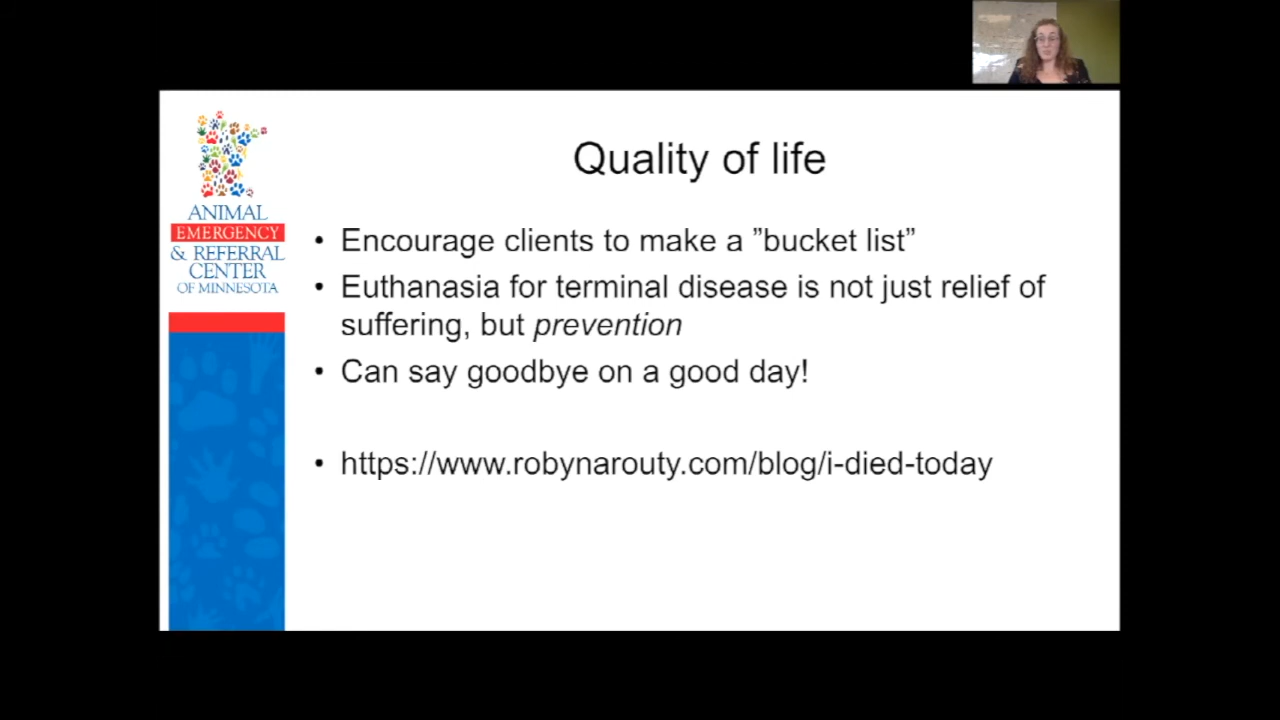 Quality of life
ANIMAL
EMERGENCY
& REFERRAL
CENTER
OF MINNESOTA
• Encourage clients to make a ”bucket list”
• Euthanasia for terminal disease is not just relief of
suffering, but prevention
• Can say goodbye on a good day!
• https://www.robynarouty.com/blog/i-died-today